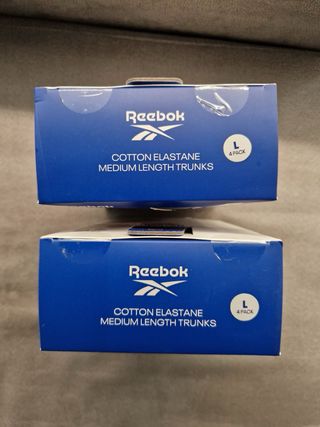 Reebok
COTTON ELASTANE
MEDIUM LENGTH TRUNKS
L
4 PACK
Reebok
COTTON ELASTANE
MEDIUM LENGTH TRUNKS
L
4 PACK